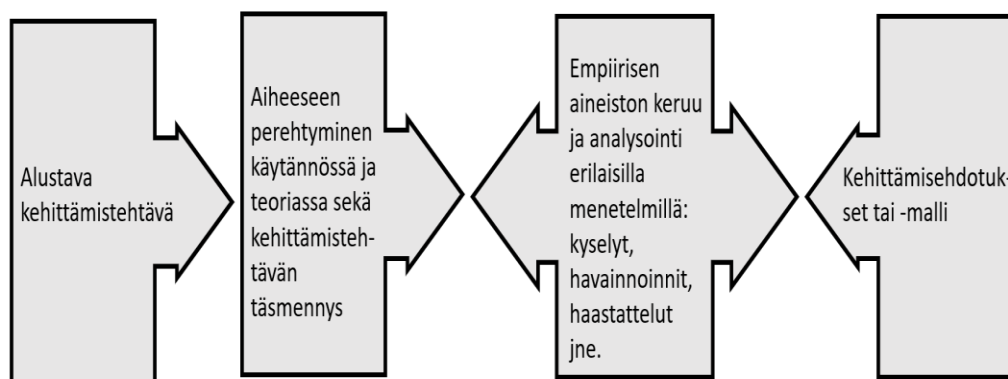 Alustava
kehittämistehtävä
Aiheeseen
perehtyminen
käytännössä ja
teoriassa sekä
kehittämisteh-
tävän
täsmennys
Empiirisen
aineiston keruu
ja analysointi
erilaisilla
menetelmillä:
kyselyt,
havainnoinnit,
haastattelut
jne.
Kehittämisehdotuk-
set tai -malli